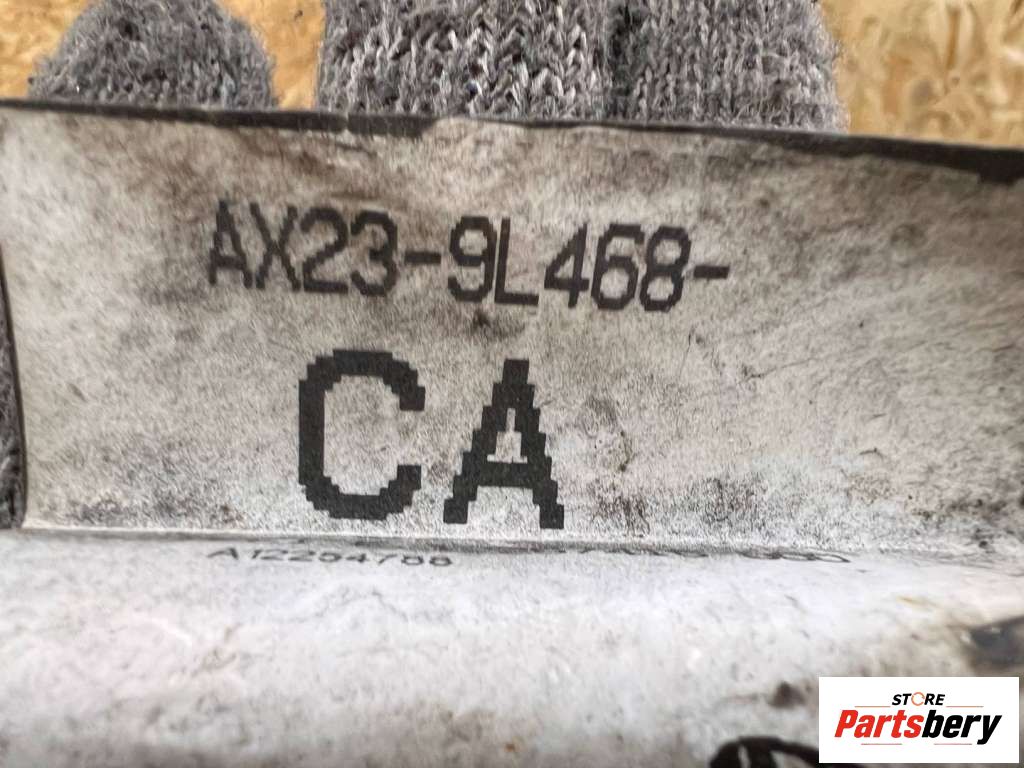 AX23-9L468-
CA
A12254788
STORE
Partsbery